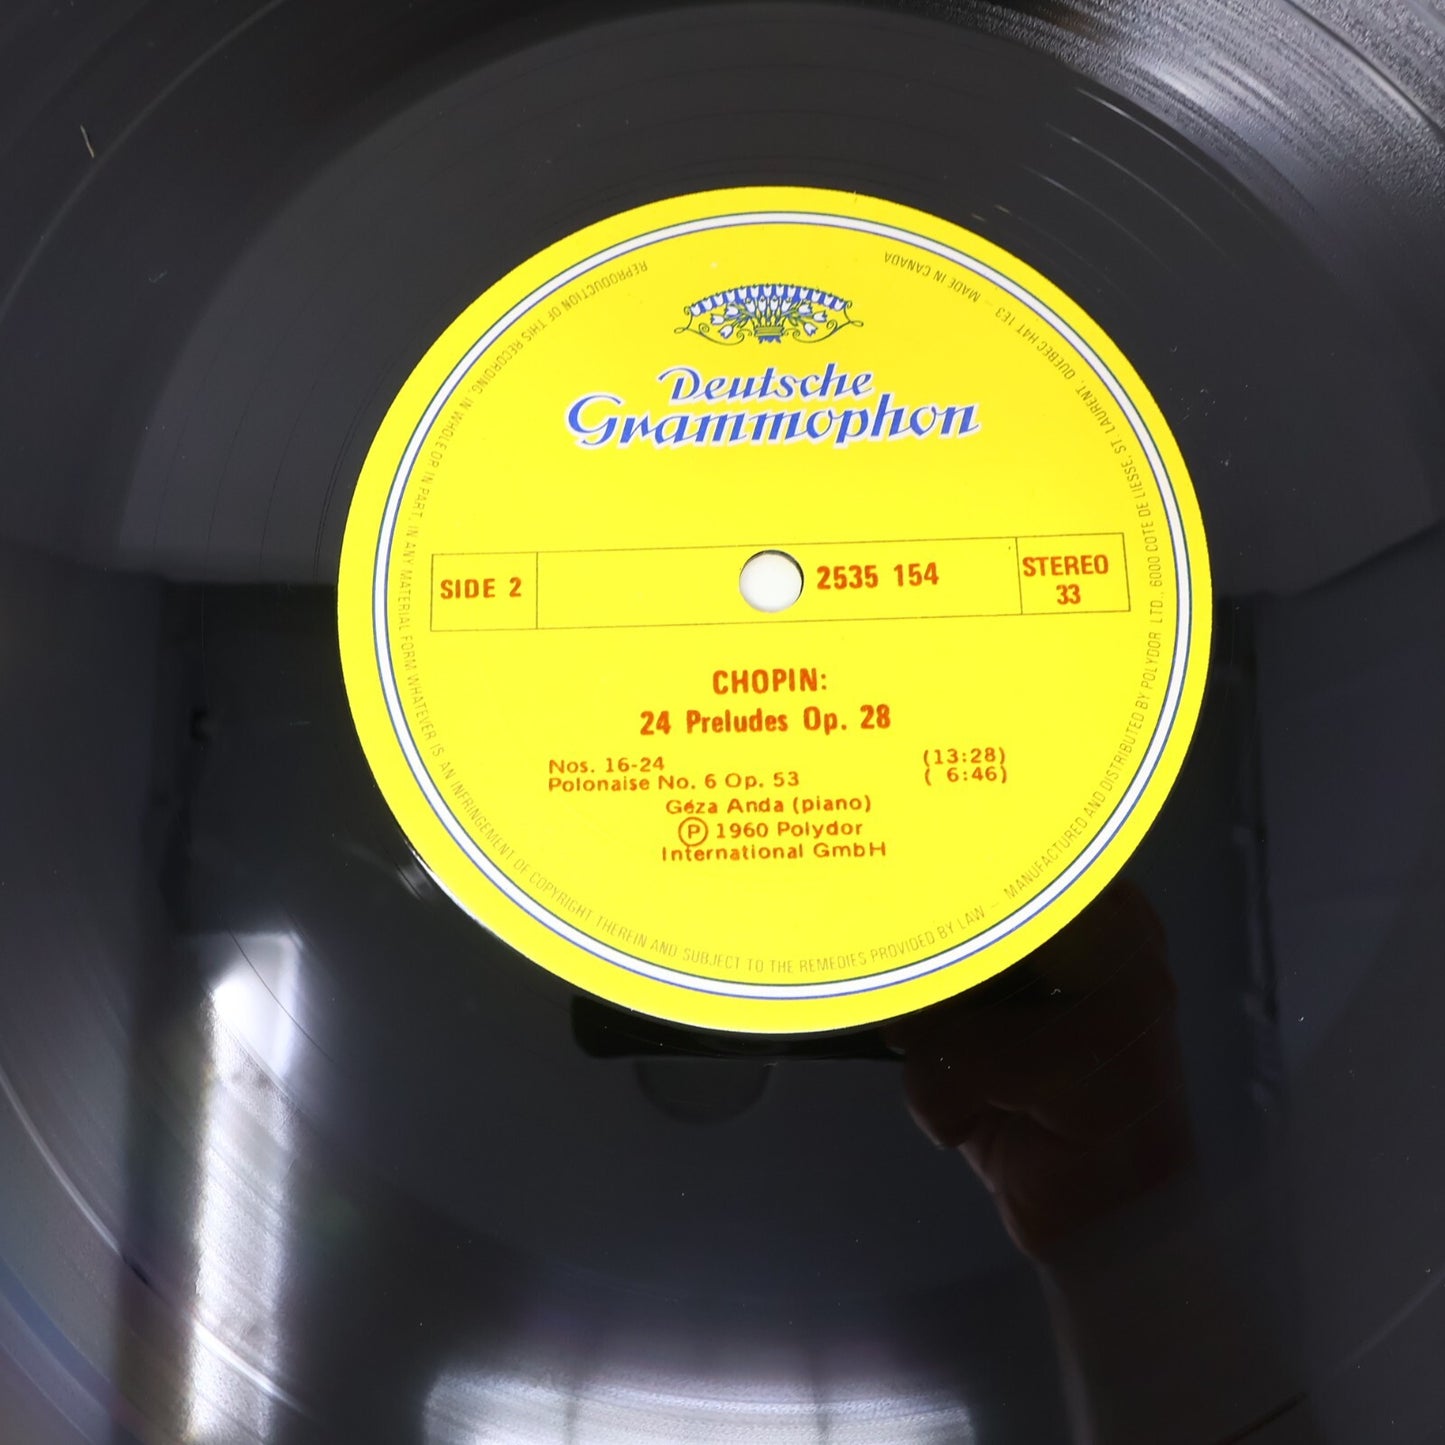 Deutsche
Grammophon
SIDE 2
2535 154
STEREO
33
CHOPIN:
24 Preludes Op. 28
Nos. 16-24 (13:28)
Polonaise No. 6 Op. 53 ( 6:46)
Géza Anda (piano)
Ⓟ 1960 Polydor
International GmbH
REPRODUCTION OF THIS RECORDING, IN WHOLE OR IN PART, IN ANY MATERIAL FORM WHATEVER IS AN INFRINGEMENT OF COPYRIGHT THEREIN AND SUBJECT TO THE REMEDIES PROVIDED BY LAW — MANUFACTURED AND DISTRIBUTED BY POLYDOR LTD., 6000 COTE DE LIESSE, ST. LAURENT, QUEBEC H4T 1E3 — MADE IN CANADA